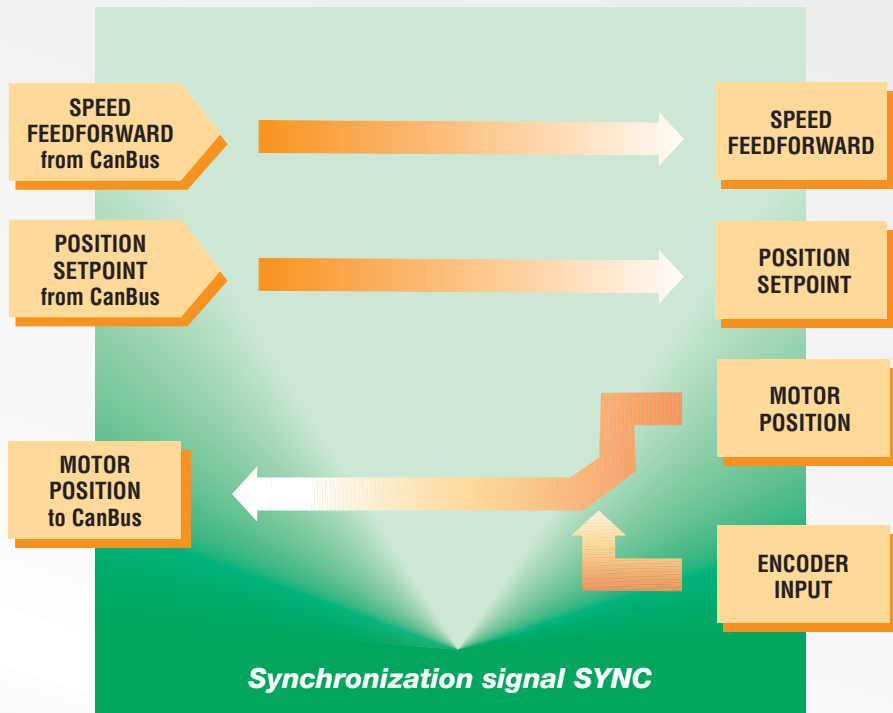 SPEED
FEEDFORWARD
from CanBus
SPEED
FEEDFORWARD
POSITION
SETPOINT
from CanBus
POSITION
SETPOINT
MOTOR
POSITION
MOTOR
POSITION
to CanBus
ENCODER
INPUT
Synchronization signal SYNC